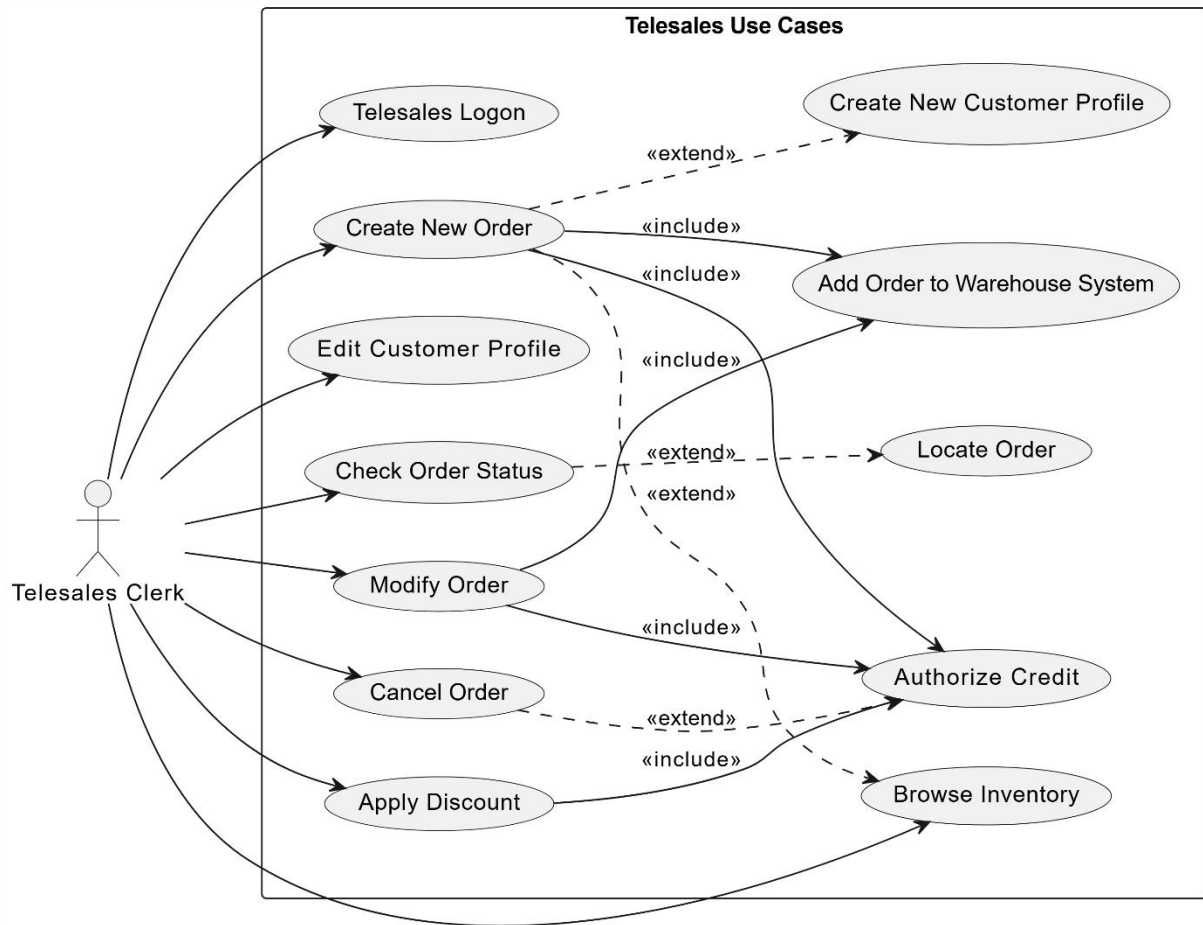 Telesales Use Cases
Telesales Logon
Create New Customer Profile
«extend»
Create New Order
«include»
«include»
Add Order to Warehouse System
Edit Customer Profile
«include»
Check Order Status
«extend»
Locate Order
«extend»
Telesales Clerk
Modify Order
«include»
Authorize Credit
Cancel Order
«extend»
«include»
Apply Discount
Browse Inventory